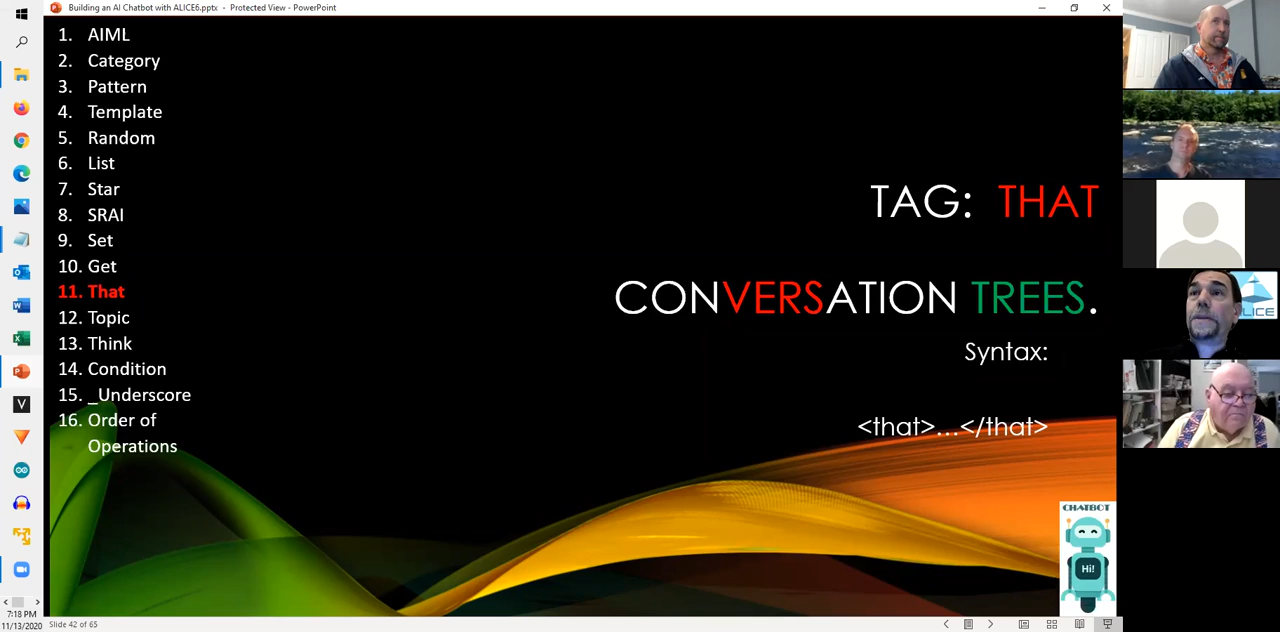 Building an AI Chatbot with ALICE6.pptx - Protected View - PowerPoint
1. AIML
2. Category
3. Pattern
4. Template
5. Random
6. List
7. Star
8. SRAI
9. Set
10. Get
11. That
12. Topic
13. Think
14. Condition
15. _Underscore
16. Order of
Operations
TAG: THAT
CONVERSATION TREES.
Syntax:
<that>...</that>
CHATBOT
Hi!
LICE
7:18 PM
11/13/2020
Slide 42 of 65